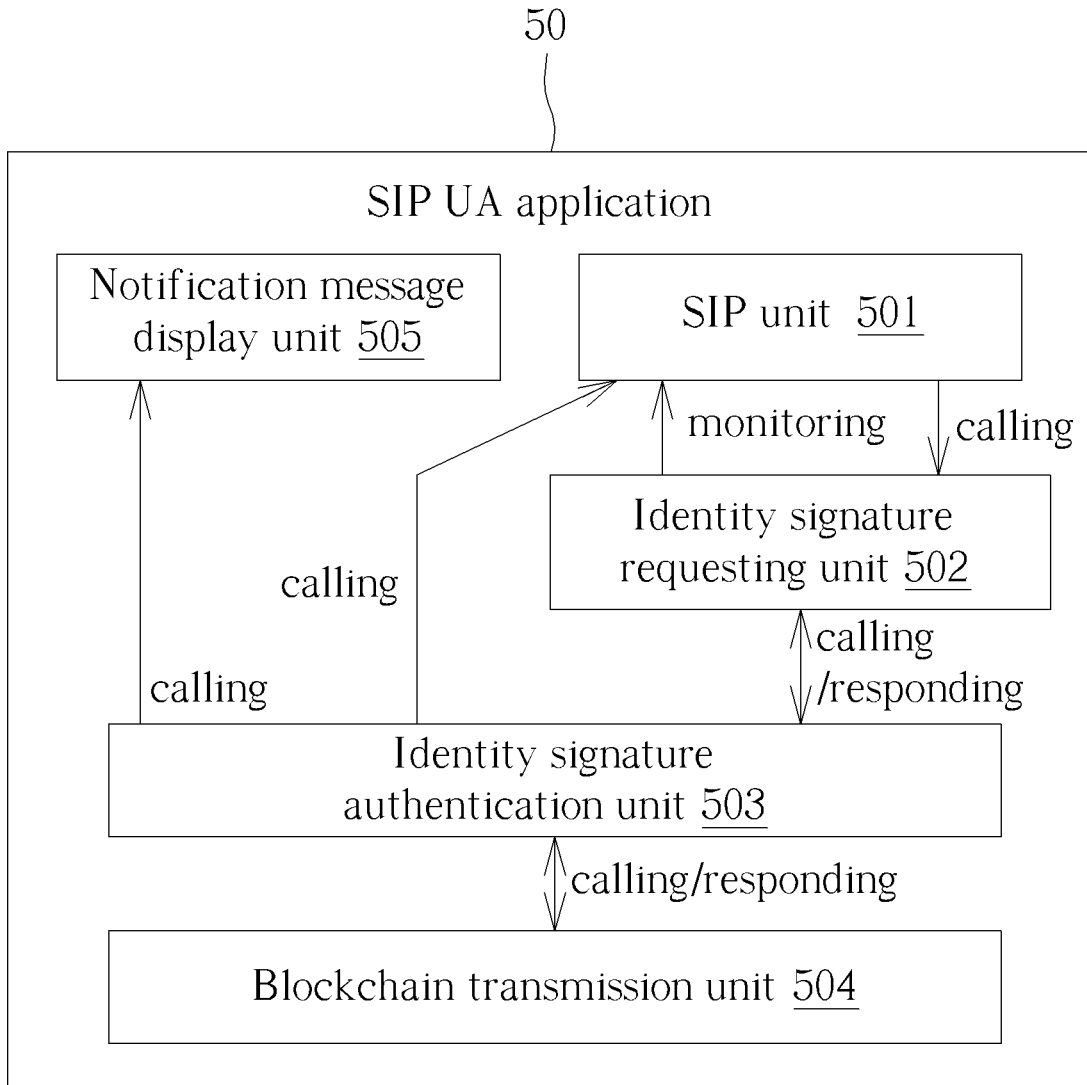 50
SIP UA application
Notification message
display unit 505
SIP unit 501
monitoring
calling
Identity signature
requesting unit 502
calling
calling
/responding
calling
Identity signature
authentication unit 503
calling/responding
Blockchain transmission unit 504